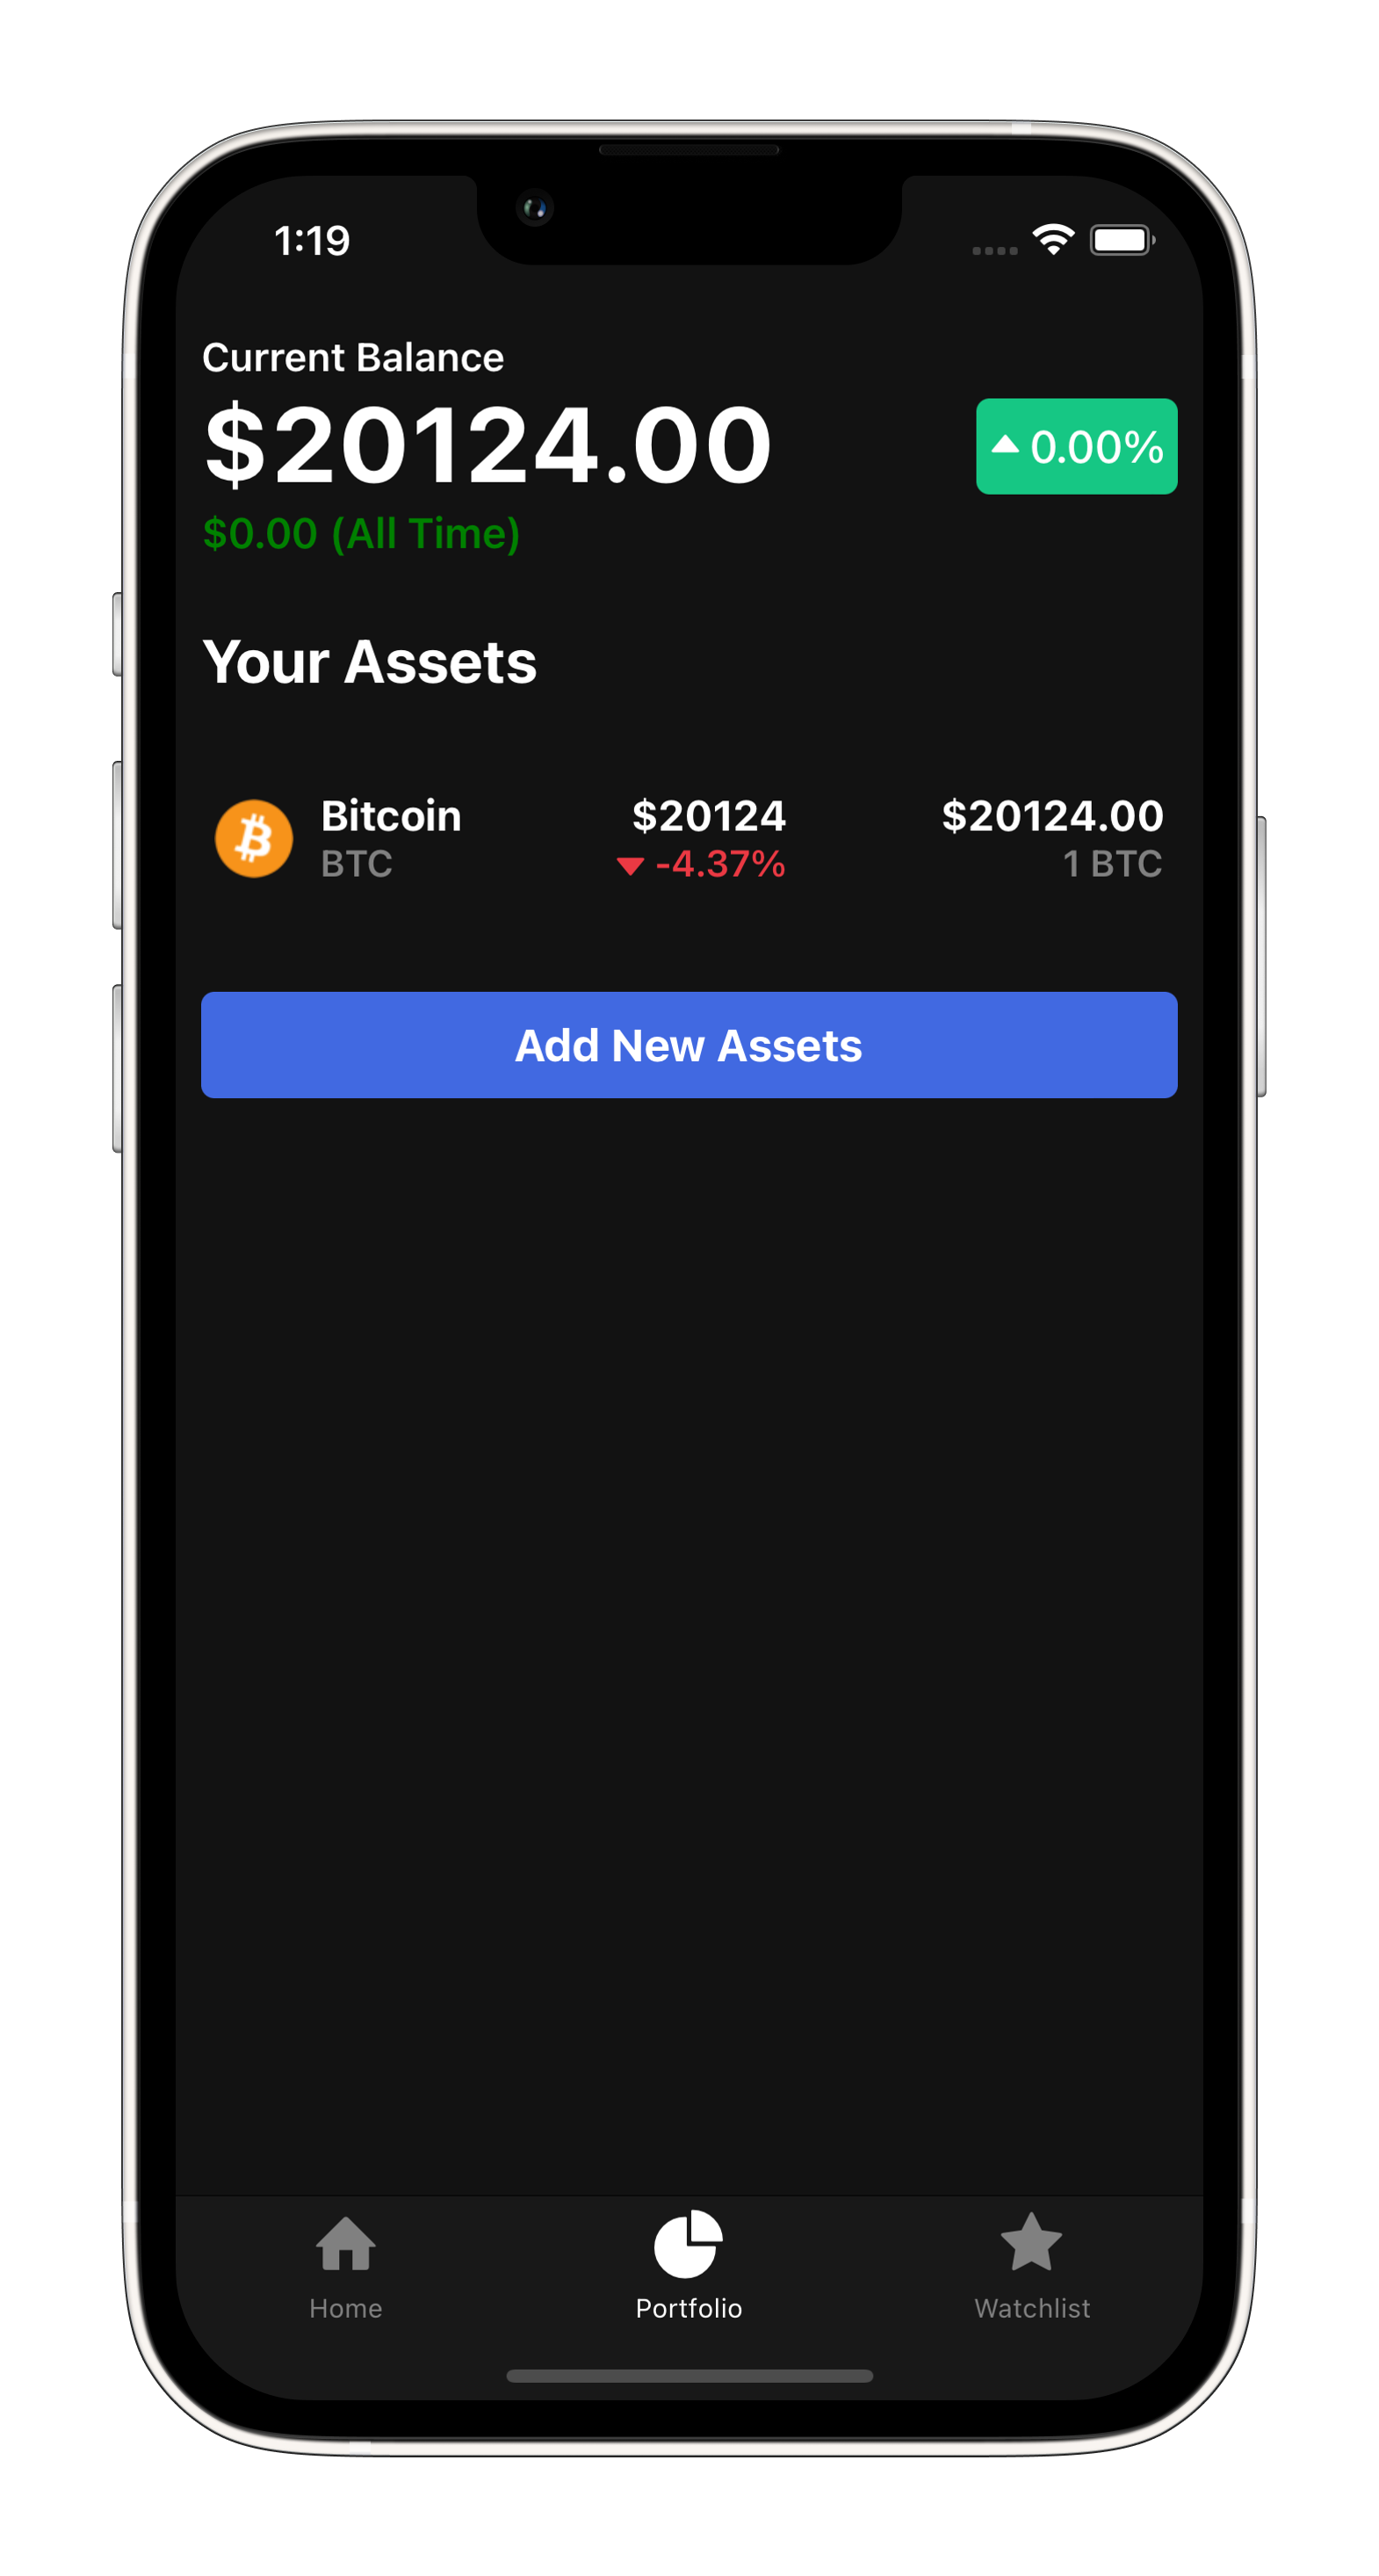 1:19
Current Balance
$20124.00
0.00%
$0.00 (All Time)
Your Assets
Bitcoin $20124 $20124.00
BTC -4.37% 1 BTC
Add New Assets
Home Portfolio Watchlist